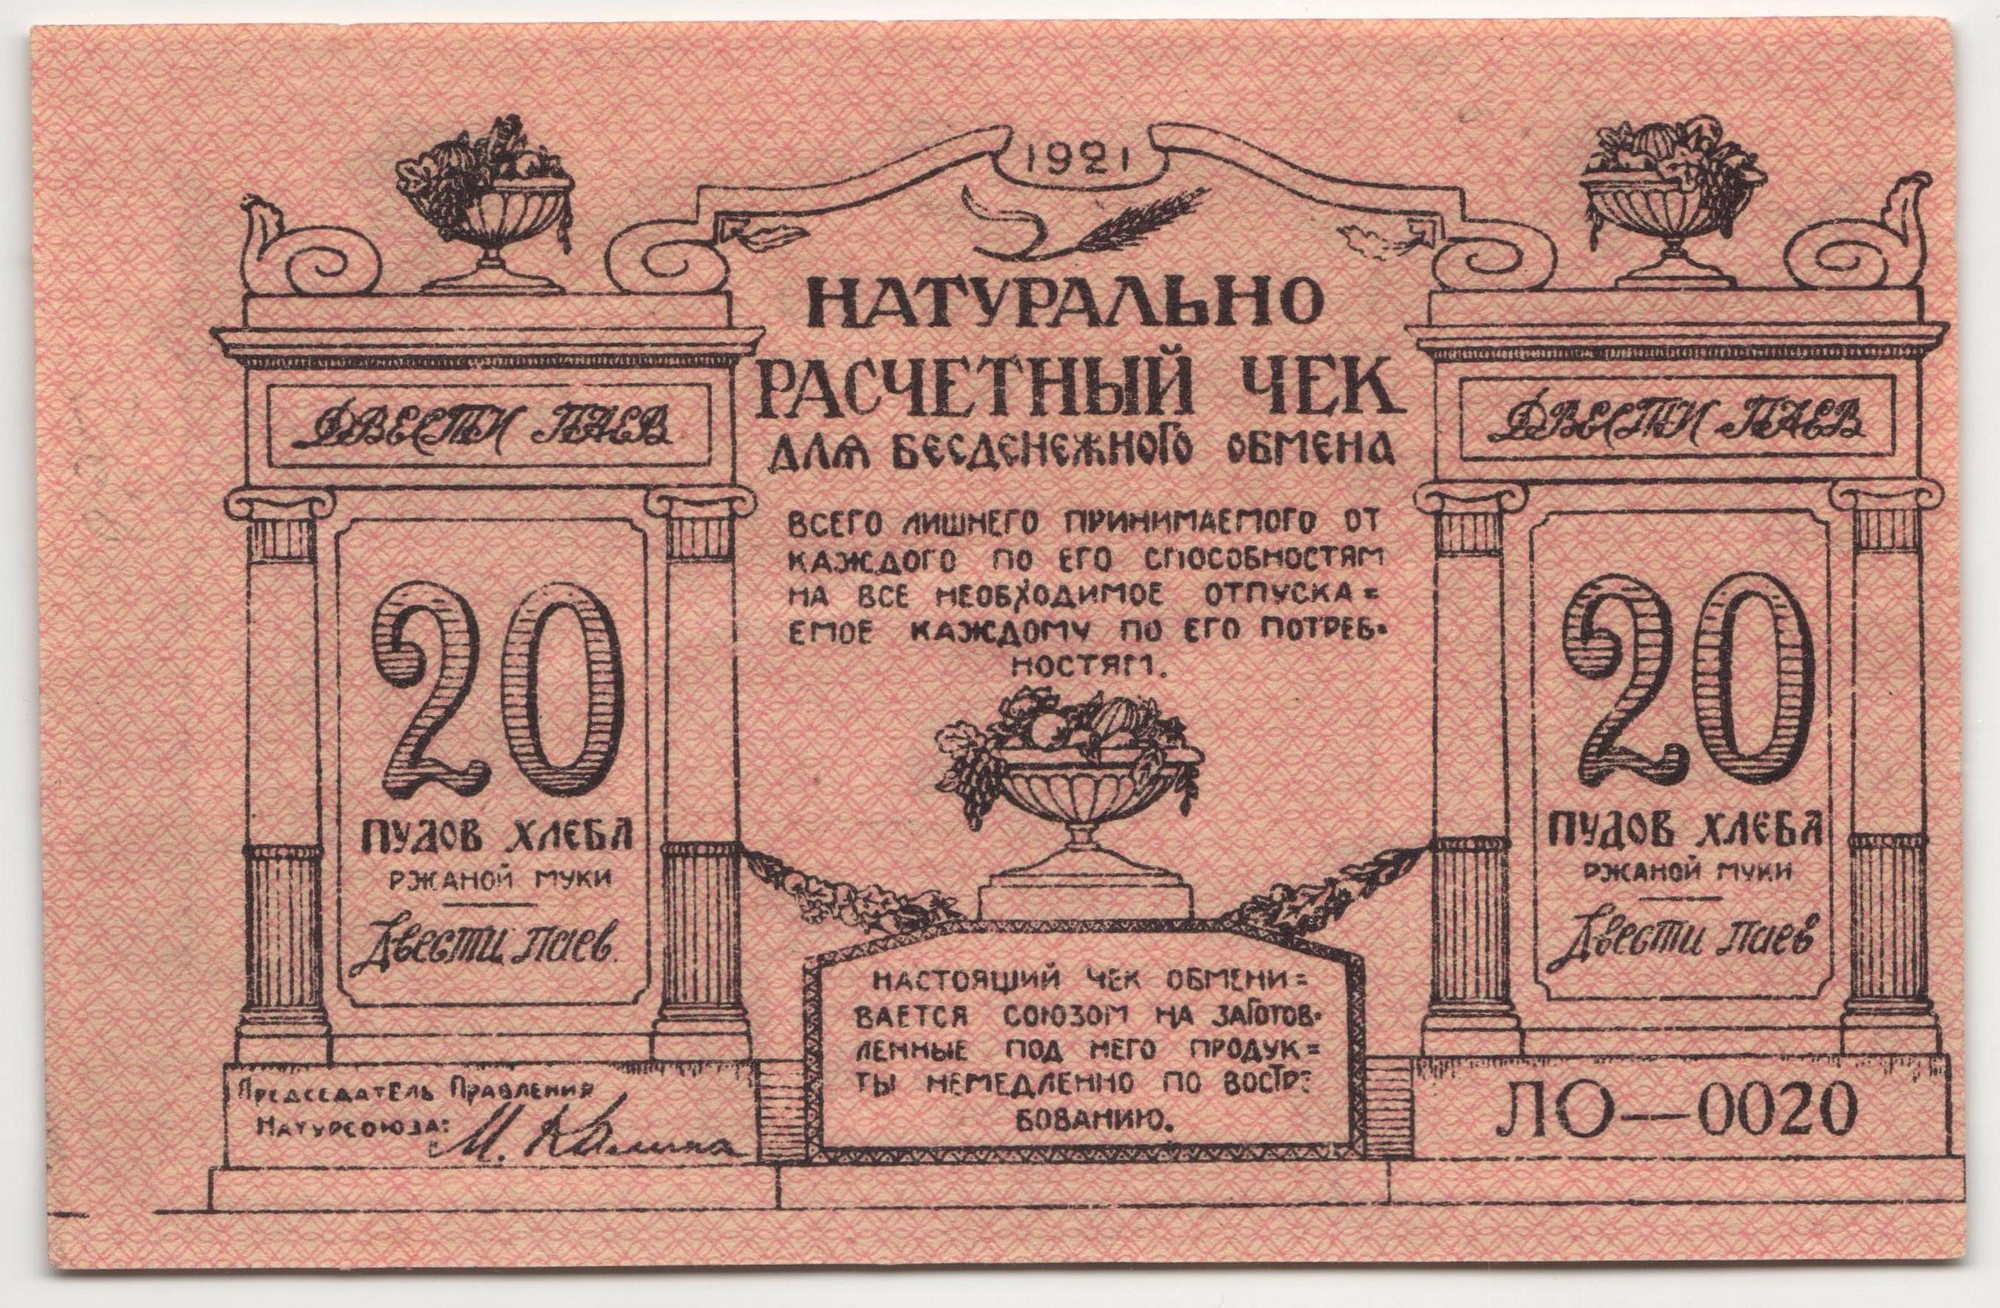 1921
НАТУРАЛЬНО
РАСЧЕТНЫЙ ЧЕК
ДЛЯ БЕСДЕНЕЖНОГО ОБМЕНА
ДВЕСТИ ПАЕВ
ДВЕСТИ ПАЕВ
ВСЕГО ЛИШНЕГО ПРИНИМАЕМОГО ОТ
КАЖДОГО ПО ЕГО СПОСОБНОСТЯМ
НА ВСЕ НЕОБХОДИМОЕ ОТПУСКА=
ЕМОЕ КАЖДОМУ ПО ЕГО ПОТРЕБ-
НОСТЯМ.
20
ПУДОВ ХЛЕБА
РЖАНОЙ МУКИ
Двести паев.
20
ПУДОВ ХЛЕБА
РЖАНОЙ МУКИ
Двести паев
НАСТОЯЩИЙ ЧЕК ОБМЕНИ=
ВАЕТСЯ СОЮЗОМ НА ЗАГОТОВ-
ЛЕННЫЕ ПОД НЕГО ПРОДУК=
ТЫ НЕМЕДЛЕННО ПО ВОСТРЕ
БОВАНИЮ.
Председатель Правления
Натурсоюза:
ЛО—0020